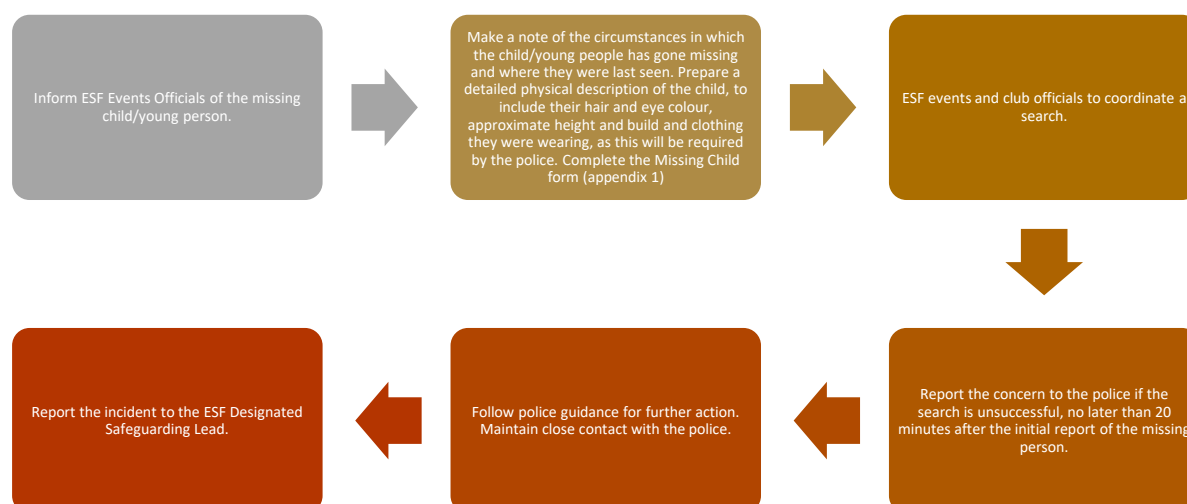 Inform ESF Events Officials of the missing
child/young person.
Make a note of the circumstances in which
the child/young people has gone missing
and where they were last seen. Prepare a
detailed physical description of the child, to
include their hair and eye colour,
approximate height and build and clothing
they were wearing, as this will be required
by the police. Complete the Missing Child
form (appendix 1)
ESF events and club officials to coordinate a
search.
Report the concern to the police if the
search is unsuccessful, no later than 20
minutes after the initial report of the missing
person.
Follow police guidance for further action.
Maintain close contact with the police.
Report the incident to the ESF Designated
Safeguarding Lead.